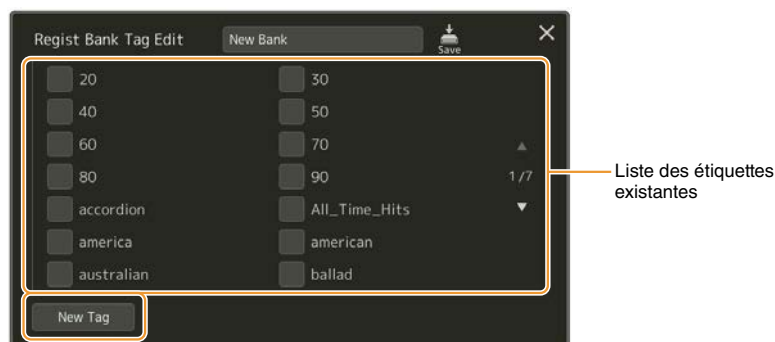 Regist Bank Tag Edit New Bank Save
20 30
40 50
60 70
80 90 1/7
accordion All_Time_Hits
america american
australian ballad
New Tag
Liste des étiquettes
existantes